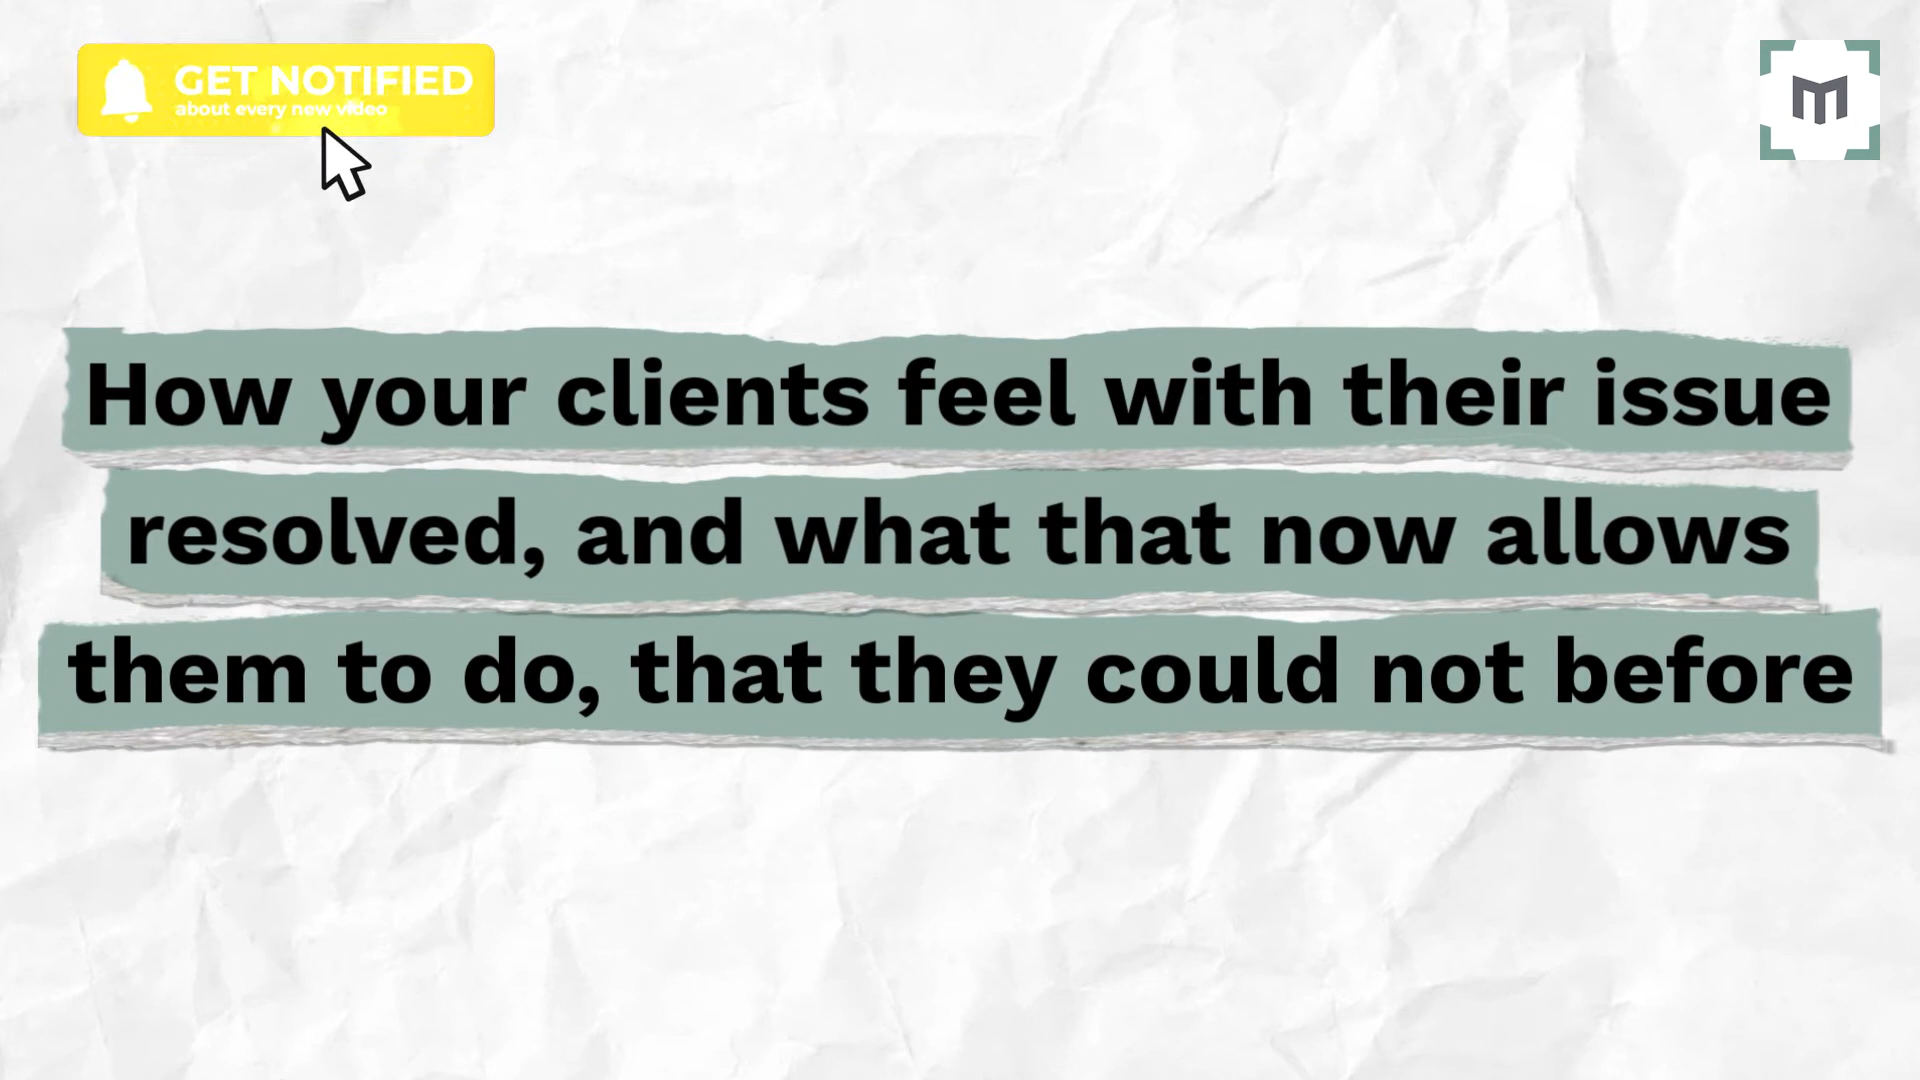 GET NOTIFIED
about every new video
m
How your clients feel with their issue
resolved, and what that now allows
them to do, that they could not before